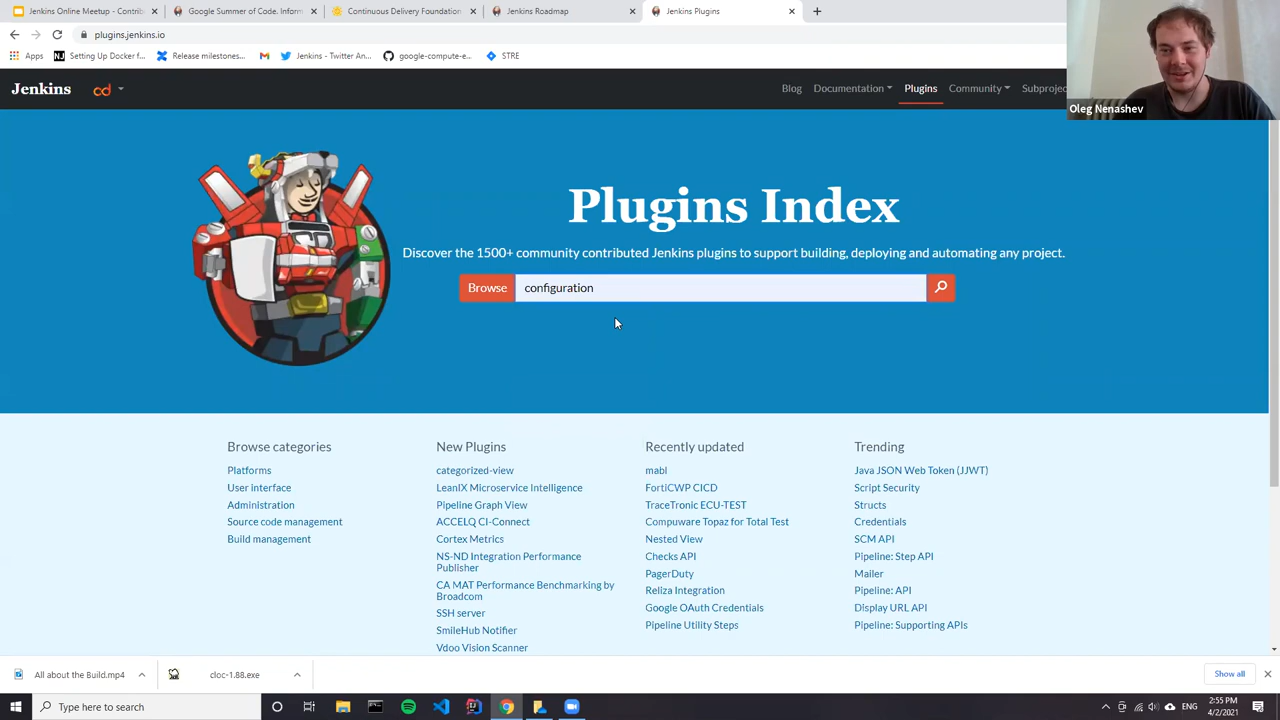 Jenkins Online Meetup - Contrib
Google Summer of Code: Inform
Continuous Delivery Foundation
Jenkins Roadmap
Jenkins Plugins
plugins.jenkins.io
Apps
Setting Up Docker f...
Release milestones...
Jenkins - Twitter An...
google-compute-e...
STRE
Jenkins
cd
Blog
Documentation
Plugins
Community
Subprojec
Oleg Nenashev
Plugins Index
Discover the 1500+ community contributed Jenkins plugins to support building, deploying and automating any project.
Browse
configuration
Browse categories
Platforms
User interface
Administration
Source code management
Build management
New Plugins
categorized-view
LeanIX Microservice Intelligence
Pipeline Graph View
ACCELQ CI-Connect
Cortex Metrics
NS-ND Integration Performance
Publisher
CA MAT Performance Benchmarking by
Broadcom
SSH server
SmileHub Notifier
Vdoo Vision Scanner
Recently updated
mabl
FortiCWP CICD
TraceTronic ECU-TEST
Compuware Topaz for Total Test
Nested View
Checks API
PagerDuty
Reliza Integration
Google OAuth Credentials
Pipeline Utility Steps
Trending
Java JSON Web Token (JJWT)
Script Security
Structs
Credentials
SCM API
Pipeline: Step API
Mailer
Pipeline: API
Display URL API
Pipeline: Supporting APIs
All about the Build.mp4
cloc-1.88.exe
Show all
Type here to search
ENG
2:55 PM
4/2/2021